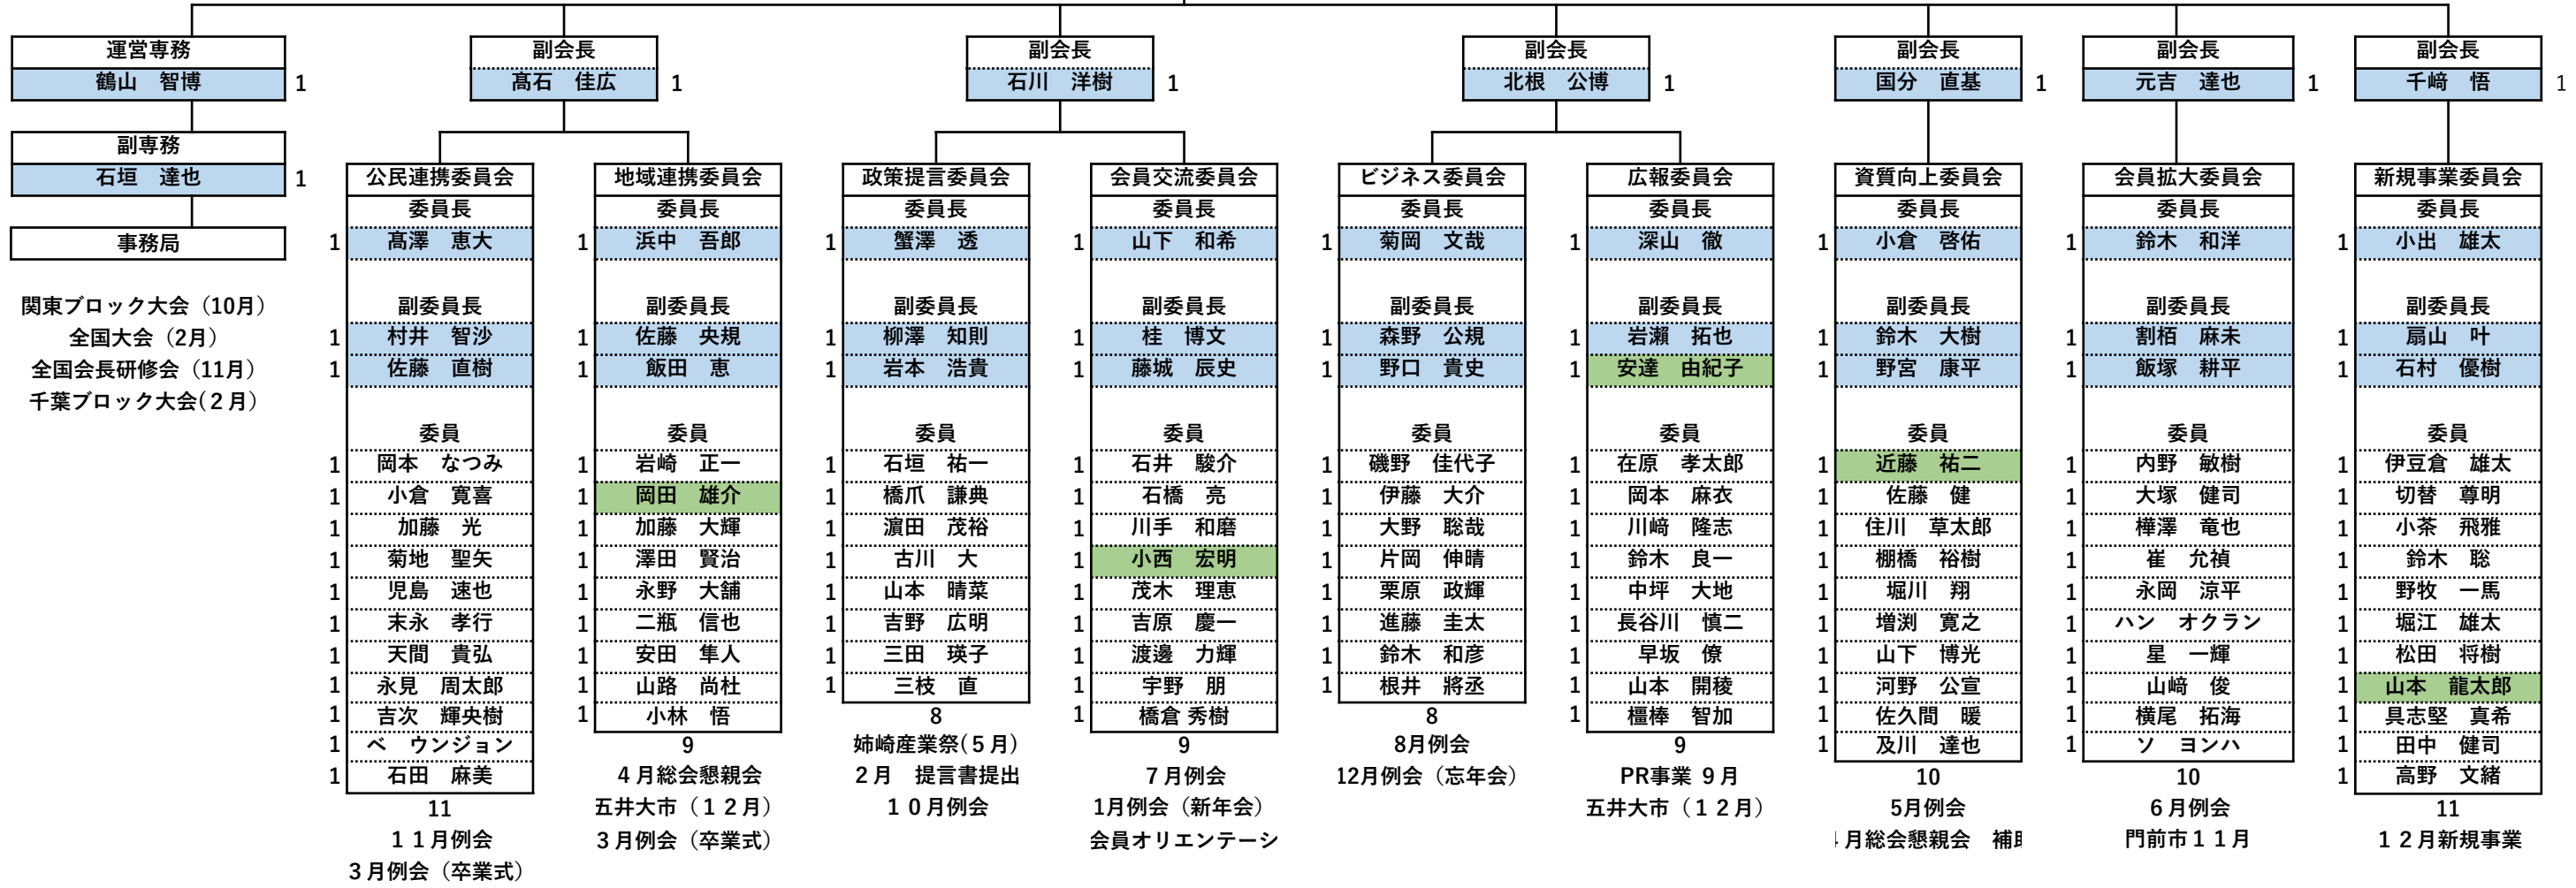 運営専務
鶴山　智博 1
副専務
石垣　達也 1
事務局
関東ブロック大会（10月）
全国大会（2月）
全国会長研修会（11月）
千葉ブロック大会(２月）
副会長
髙石　佳広 1
公民連携委員会
委員長
1 髙澤　恵大
副委員長
1 村井　智沙
1 佐藤　直樹
委員
1 岡本　なつみ
1 小倉　寛喜
1 加藤　光
1 菊地　聖矢
1 児島　速也
1 末永　孝行
1 天間　貴弘
1 永見　周太郎
1 吉次　輝央樹
1 ベ　ウンジョン
1 石田　麻美
11
１１月例会
３月例会（卒業式）
地域連携委員会
委員長
1 浜中　吾郎
副委員長
1 佐藤　央規
1 飯田　恵
委員
1 岩崎　正一
1 岡田　雄介
1 加藤　大輝
1 澤田　賢治
1 永野　大舗
1 二瓶　信也
1 安田　隼人
1 山路　尚杜
1 小林　悟
9
４月総会懇親会
五井大市（１２月）
３月例会（卒業式）
副会長
石川　洋樹 1
政策提言委員会
委員長
1 蟹澤　透
副委員長
1 柳澤　知則
1 岩本　浩貴
委員
1 石垣　祐一
1 橋爪　謙典
1 濵田　茂裕
1 古川　大
1 山本　晴菜
1 吉野　広明
1 三田　瑛子
1 三枝　直
8
姉崎産業祭(５月）
２月　提言書提出
１０月例会
会員交流委員会
委員長
1 山下　和希
副委員長
1 桂　博文
1 藤城　辰史
委員
1 石井　駿介
1 石橋　亮
1 川手　和磨
1 小西　宏明
1 茂木　理恵
1 吉原　慶一
1 渡邊　力輝
1 宇野　朋
1 橋倉 秀樹
9
７月例会
1月例会（新年会）
会員オリエンテーシ
副会長
北根　公博 1
ビジネス委員会
委員長
1 菊岡　文哉
副委員長
1 森野　公規
1 野口　貴史
委員
1 磯野　佳代子
1 伊藤　大介
1 大野　聡哉
1 片岡　伸晴
1 栗原　政輝
1 進藤　圭太
1 鈴木　和彦
1 根井　將丞
8
8月例会
12月例会（忘年会）
広報委員会
委員長
1 深山　徹
副委員長
1 岩瀬　拓也
1 安達　由紀子
委員
1 在原　孝太郎
1 岡本　麻衣
1 川﨑　隆志
1 鈴木　良一
1 中坪　大地
1 長谷川　慎二
1 早坂　僚
1 山本　開稜
1 橿棒　智加
9
PR事業 ９月
五井大市（１２月）
副会長
国分　直基 1
資質向上委員会
委員長
1 小倉　啓佑
副委員長
1 鈴木　大樹
1 野宮　康平
委員
1 近藤　祐二
1 佐藤　健
1 住川　草太郎
1 棚橋　裕樹
1 堀川　翔
1 増渕　寛之
1 山下　博光
1 河野　公宣
1 佐久間　暖
1 及川　達也
10
5月例会
月総会懇親会　補
副会長
元吉　達也 1
会員拡大委員会
委員長
1 鈴木　和洋
副委員長
1 割栢　麻未
1 飯塚　耕平
委員
1 内野　敏樹
1 大塚　健司
1 樺澤　竜也
1 崔　允禎
1 永岡　涼平
1 ハン　オクラン
1 星　一輝
1 山﨑　俊
1 横尾　拓海
1 ソ　ヨンハ
10
６月例会
門前市１１月
副会長
千﨑　悟 1
新規事業委員会
委員長
1 小出　雄太
副委員長
1 扇山　叶
1 石村　優樹
委員
1 伊豆倉　雄太
1 切替　尊明
1 小茶　飛雅
1 鈴木　聡
1 野牧　一馬
1 堀江　雄太
1 松田　将樹
1 山本　龍太郎
1 具志堅　真希
1 田中　健司
1 高野　文緒
11
１２月新規事業